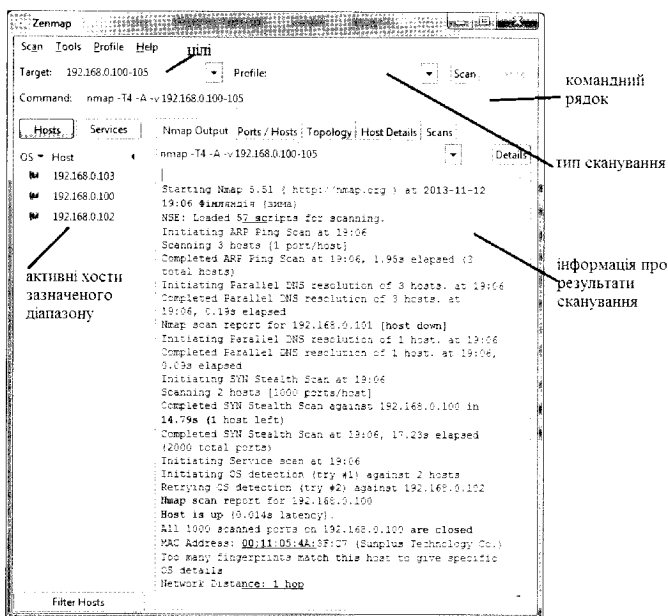 Zenmap
Scan Tools Profile Help
цілі
Target: 192.168.0.100-105 Profile: Scan
командний
рядок
Command: nmap -T4 -A -v 192.168.0.100-105
Hosts Services Nmap Output Ports / Hosts Topology Host Details Scans
OS Host nmap -T4 -A -v 192.168.0.100-105 Details
тип сканування
192.168.0.103
192.168.0.100
192.168.0.102
активні хости
зазначеного
діапазону
Starting Nmap 5.51 ( http://nmap.org ) at 2013-11-12
19:06 Фінляндія (зима)
NSE: Loaded 57 scripts for scanning.
Initiating ARP Ping Scan at 19:06
Scanning 3 hosts [1 port/host]
Completed ARP Ping Scan at 19:06, 1.95s elapsed (3
total hosts)
Initiating Parallel DNS resolution of 3 hosts. at 19:06
Completed Parallel DNS resolution of 3 hosts. at
19:06, 0.19s elapsed
Nmap scan report for 192.168.0.101 [host down]
Initiating Parallel DNS resolution of 1 host. at 19:06
Completed Parallel DNS resolution of 1 host. at 19:06,
0.09s elapsed
Initiating SYN Stealth Scan at 19:06
Scanning 2 hosts [1000 ports/host]
Completed SYN Stealth Scan against 192.168.0.100 in
14.79s (1 host left)
Completed SYN Stealth Scan at 19:06, 17.23s elapsed
(2000 total ports)
Initiating Service scan at 19:06
Initiating OS detection (try #1) against 2 hosts
Retrying OS detection (try #2) against 192.168.0.102
Nmap scan report for 192.168.0.100
Host is up (0.014s latency).
All 1000 scanned ports on 192.168.0.100 are closed
MAC Address: 00:11:05:4A:3F:C7 (Sunplus Technology Co.)
Too many fingerprints match this host to give specific
OS details
Network Distance: 1 hop
інформація про
результати
сканування
Filter Hosts